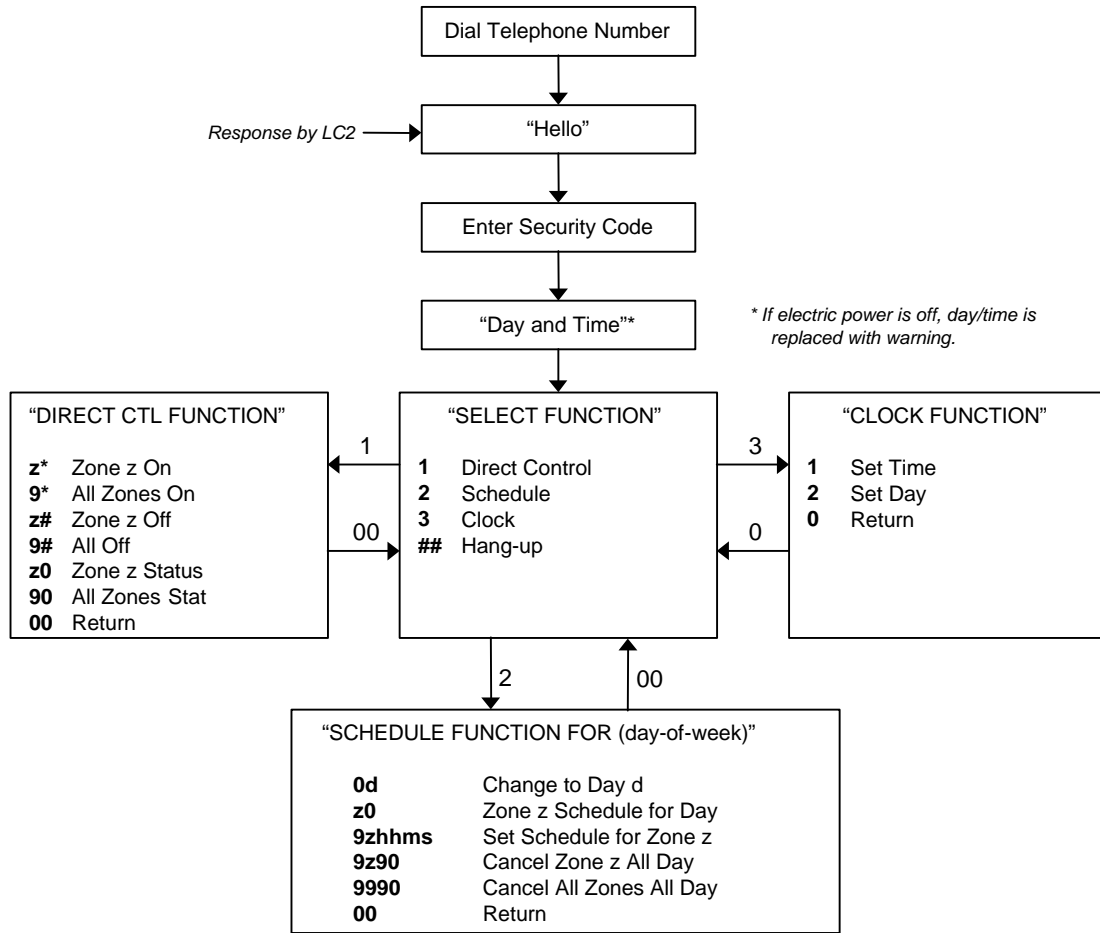 Dial Telephone Number
Response by LC2
“Hello”
Enter Security Code
“Day and Time”*
* If electric power is off, day/time is
replaced with warning.
“DIRECT CTL FUNCTION”
z* Zone z On
9* All Zones On
z# Zone z Off
9# All Off
z0 Zone z Status
90 All Zones Stat
00 Return
1
00
“SELECT FUNCTION”
1 Direct Control
2 Schedule
3 Clock
## Hang-up
3
0
“CLOCK FUNCTION”
1 Set Time
2 Set Day
0 Return
2
00
“SCHEDULE FUNCTION FOR (day-of-week)”
0d Change to Day d
z0 Zone z Schedule for Day
9zhhms Set Schedule for Zone z
9z90 Cancel Zone z All Day
9990 Cancel All Zones All Day
00 Return